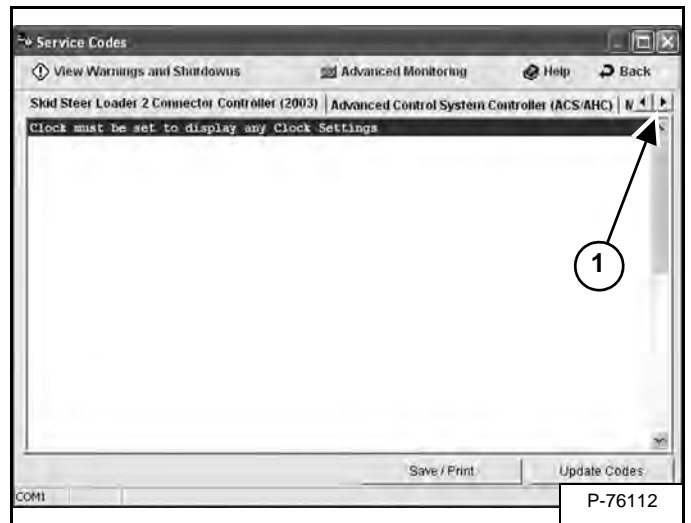 Service Codes
View Warnings and Shutdowns Advanced Monitoring Help Back
Skid Steer Loader 2 Connector Controller (2003) Advanced Control System Controller (ACS/AHC)
Clock must be set to display any Clock Settings
1
Save / Print Update Codes
COM1
P-76112